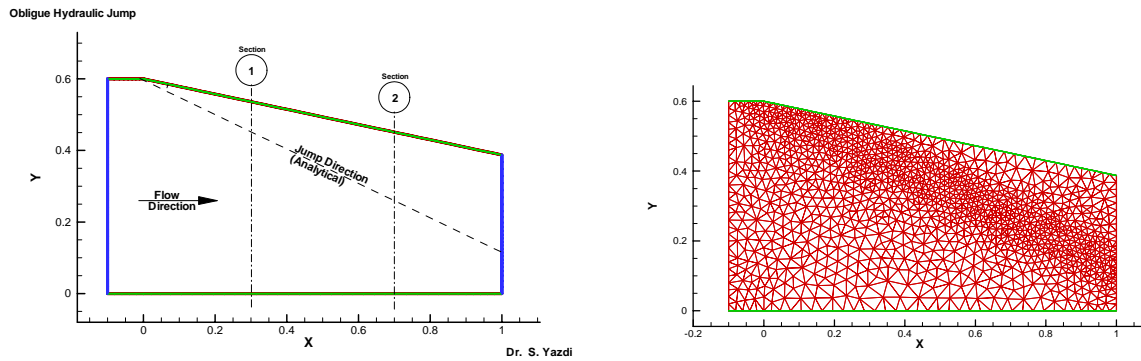 Obligue Hydraulic Jump
Section
1
Section
2
0.6
0.4
0.2
0
Y
Jump Direction
(Analytical)
Flow
Direction
0 0.2 0.4 0.6 0.8 1
X
Dr. S. Yazdi
0.6
0.4
0.2
0
Y
-0.2 0 0.2 0.4 0.6 0.8 1
X